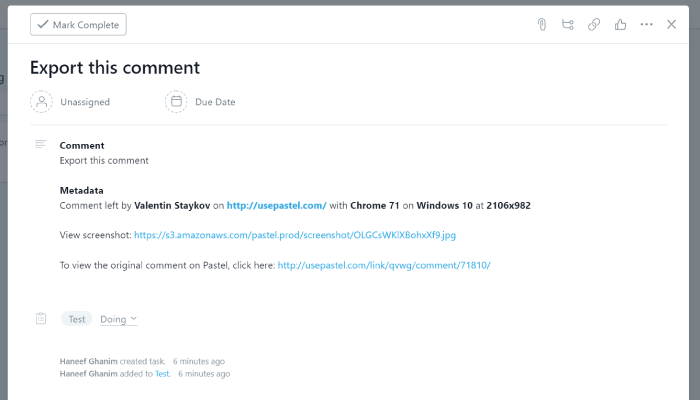 Mark Complete
Export this comment
Unassigned
Due Date
Comment
Export this comment
Metadata
Comment left by Valentin Staykov on http://usepastel.com/ with Chrome 71 on Windows 10 at 2106x982
View screenshot: https://s3.amazonaws.com/pastel.prod/screenshot/OLGCsWKlXBohxXf9.jpg
To view the original comment on Pastel, click here: http://usepastel.com/link/qvwg/comment/71810/
Test Doing
Haneef Ghanim created task. 6 minutes ago
Haneef Ghanim added to Test. 6 minutes ago